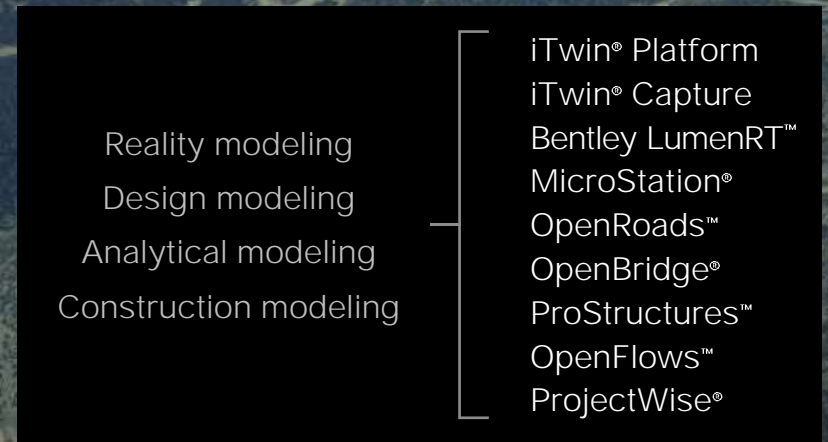 Reality modeling
Design modeling
Analytical modeling
Construction modeling
iTwin® Platform
iTwin® Capture
Bentley LumenRT™
MicroStation®
OpenRoads™
OpenBridge®
ProStructures™
OpenFlows™
ProjectWise®